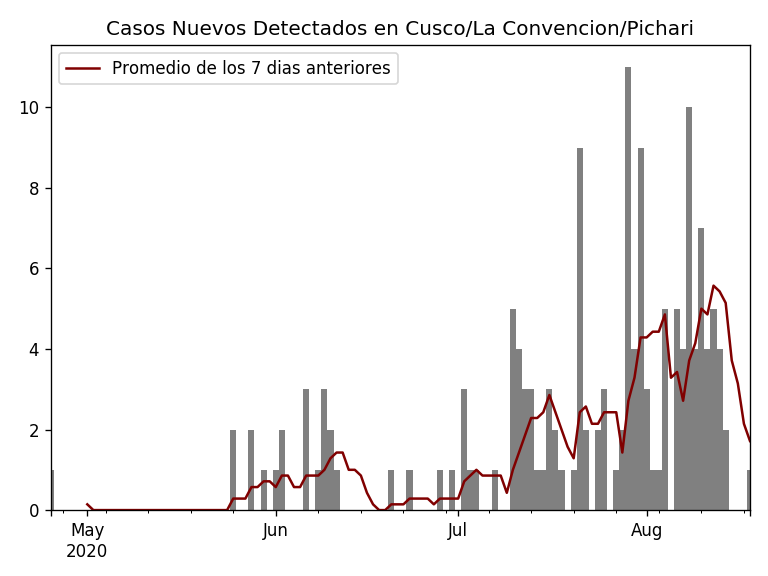 Casos Nuevos Detectados en Cusco/La Convencion/Pichari
Promedio de los 7 dias anteriores
10
8
6
4
2
0
May Jun Jul Aug
2020